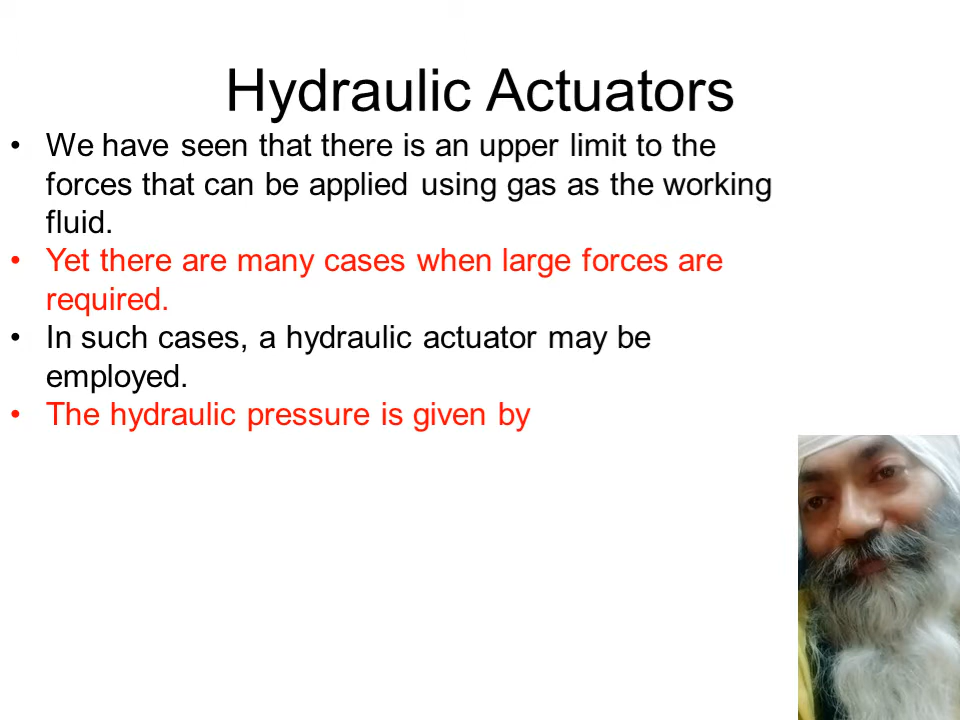 Hydraulic Actuators
• We have seen that there is an upper limit to the
forces that can be applied using gas as the working
fluid.
• Yet there are many cases when large forces are
required.
• In such cases, a hydraulic actuator may be
employed.
• The hydraulic pressure is given by